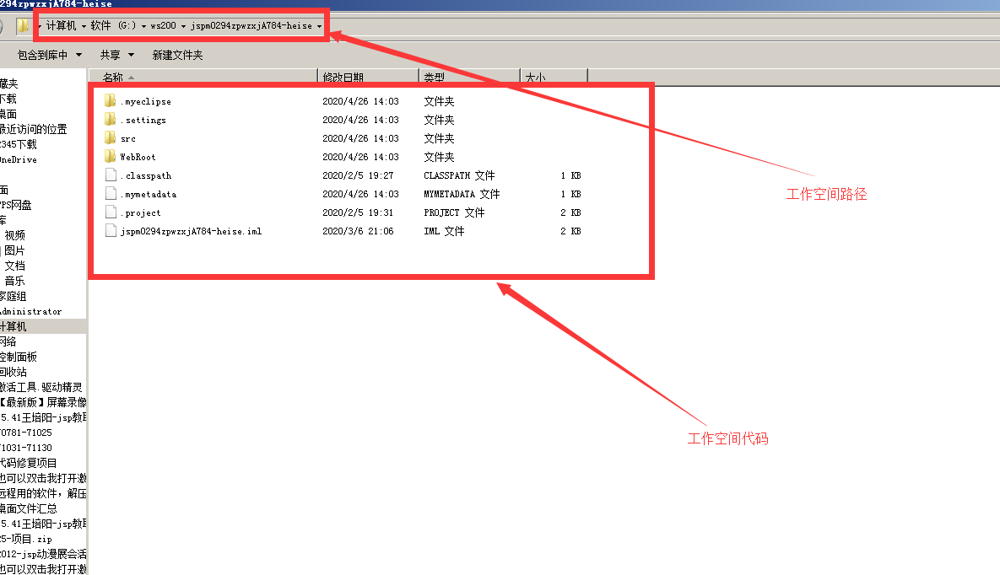 0294zpwzxjA784-heise
计算机 软件 (G:) ws200 jspm0294zpwzxjA784-heise
包含到库中 共享 新建文件夹
名称 修改日期 类型 大小
.myeclipse 2020/4/26 14:03 文件夹
.settings 2020/4/26 14:03 文件夹
src 2020/4/26 14:03 文件夹
WebRoot 2020/4/26 14:03 文件夹
.classpath 2020/2/5 19:27 CLASSPATH 文件 1 KB
.mymetadata 2020/4/26 14:03 MYMETADATA 文件 1 KB
.project 2020/2/5 19:31 PROJECT 文件 2 KB
jspm0294zpwzxjA784-heise.iml 2020/3/6 21:06 IML 文件 2 KB
工作空间路径
工作空间代码
藏夹
下载
桌面
最近访问的位置
2345下载
OneDrive
面
WPS网盘
库
视频
图片
文档
音乐
家庭组
Administrator
计算机
网络
控制面板
回收站
激活工具.驱动精灵
【最新版】屏幕录像
5.41王培阳-jsp教
70781-71025
71031-71130
代码修复项目
也可以双击我打开激
远程用的软件，解压
桌面文件汇总
5.41王培阳-jsp教
25-项目.zip
2012-jsp动漫展会活
也可以双击我打开激